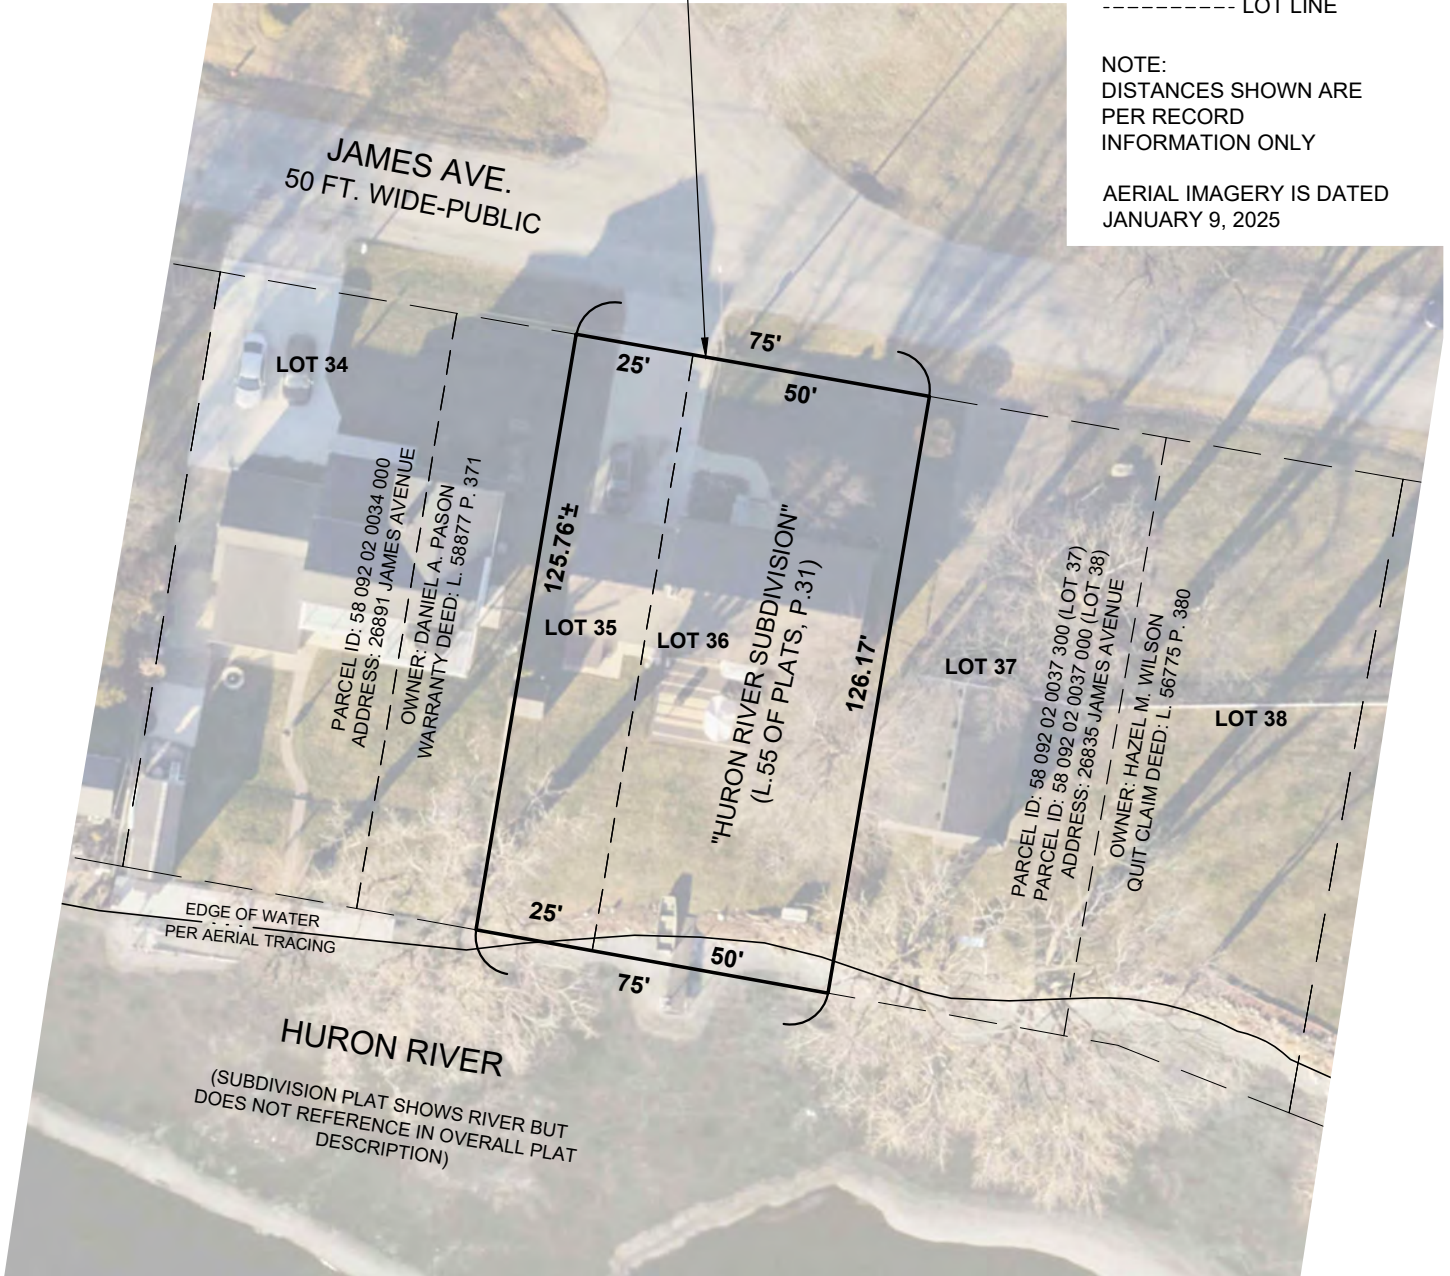 ---------- LOT LINE
NOTE:
DISTANCES SHOWN ARE
PER RECORD
INFORMATION ONLY
AERIAL IMAGERY IS DATED
JANUARY 9, 2025
JAMES AVE.
50 FT. WIDE-PUBLIC
75'
25'
50'
LOT 34
PARCEL ID: 58 092 02 0034 000
ADDRESS: 26891 JAMES AVENUE
OWNER: DANIEL A. PASON
WARRANTY DEED: L. 58877 P. 371
125.76'±
LOT 35
LOT 36
"HURON RIVER SUBDIVISION"
(L.55 OF PLATS, P.31)
126.17'
LOT 37
PARCEL ID: 58 092 02 0037 300 (LOT 37)
PARCEL ID: 58 092 02 0037 000 (LOT 38)
ADDRESS: 26835 JAMES AVENUE
OWNER: HAZEL M. WILSON
QUIT CLAIM DEED: L. 56775 P. 380
LOT 38
EDGE OF WATER
PER AERIAL TRACING
25'
50'
75'
HURON RIVER
(SUBDIVISION PLAT SHOWS RIVER BUT
DOES NOT REFERENCE IN OVERALL PLAT
DESCRIPTION)